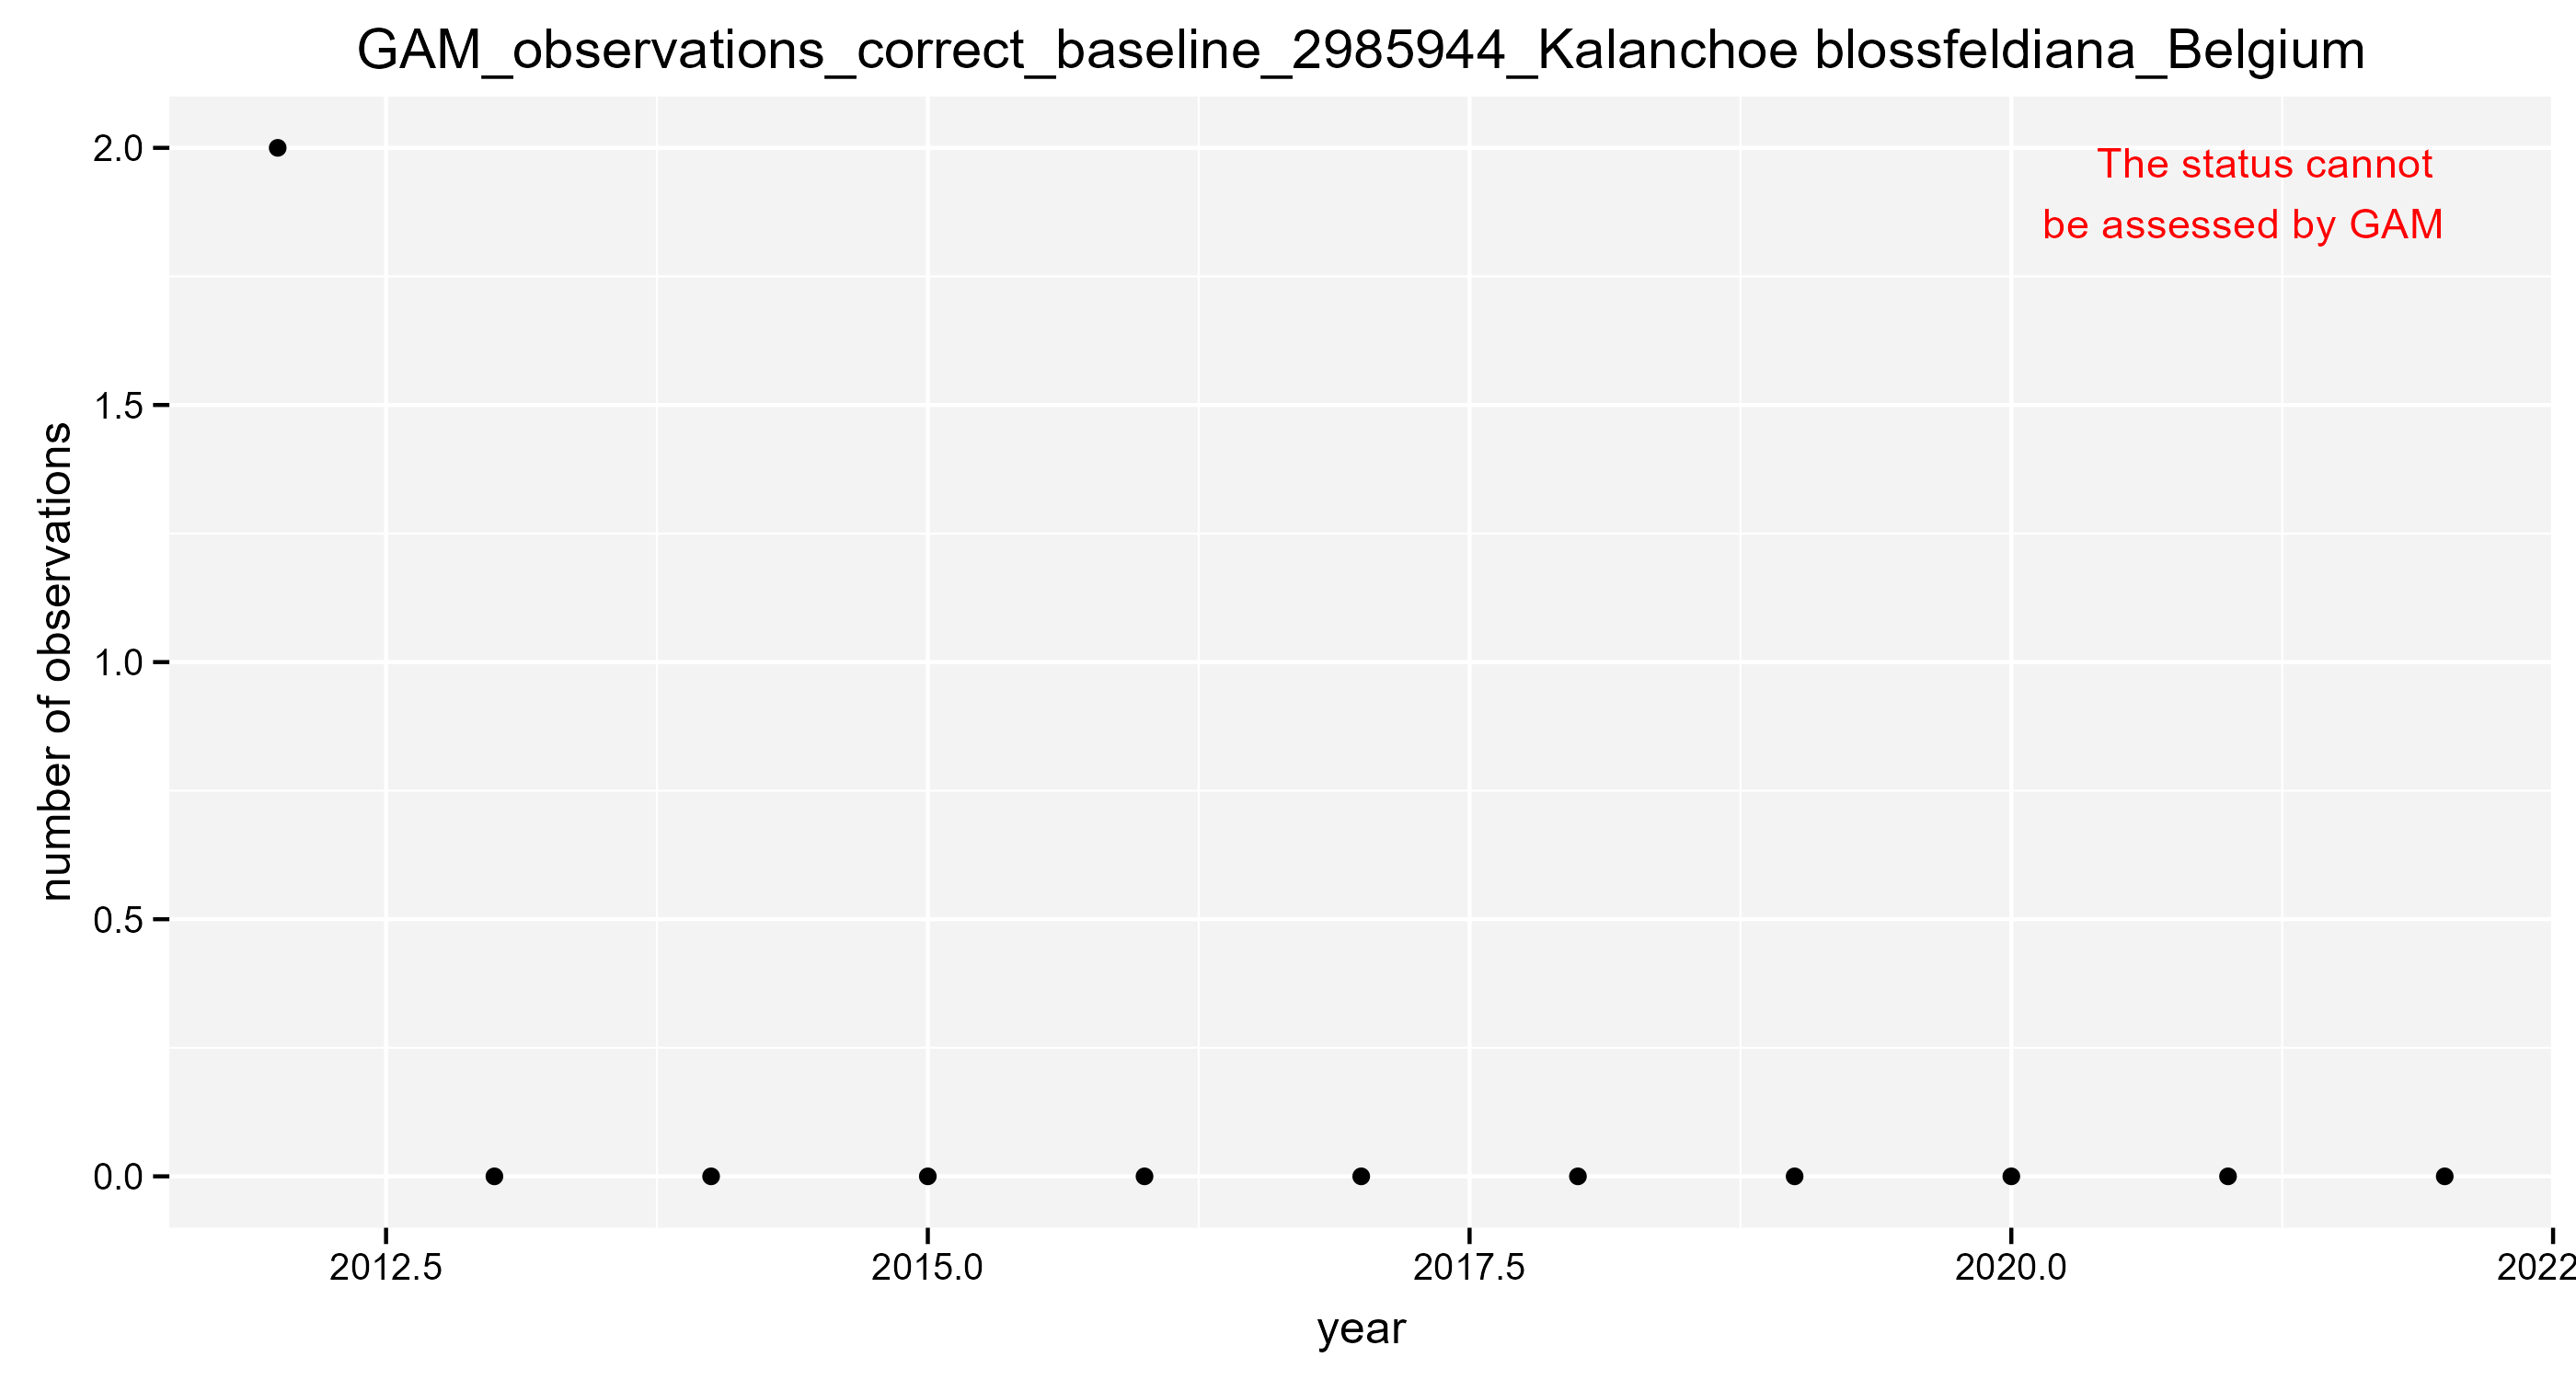 GAM_observations_correct_baseline_2985944_Kalanchoe blossfeldiana_Belgium
The status cannot
be assessed by GAM
number of observations
2.0
1.5
1.0
0.5
0.0
2012.5 2015.0 2017.5 2020.0 2022
year